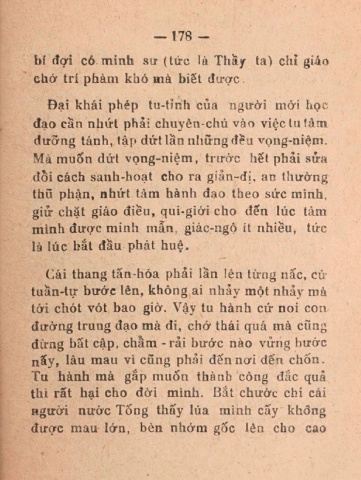 — 178 —
bí đợi có minh sư (tức là Thầy ta) chỉ giáo
chớ trí phàm khó mà biết được.
Đại khái phép tu-tỉnh của người mới học
đạo cần nhứt phải chuyên-chú vào việc tu tâm
dưỡng tánh, tập dứt lần những đều vọng-niệm.
Mà muốn dứt vọng-niệm, trước hết phải sửa
đổi cách sanh-hoạt cho ra giản-dị, an thường
thủ phận, nhứt tâm hành đạo theo sức mình,
giử chặt giáo điều, qui-giới cho đến lúc tâm
mình được minh mẫn, giác-ngộ ít nhiều, tức
là lúc bắt đầu phát huệ.
Cái thang tấn-hóa phải lần lên từng nấc, cứ
tuần-tự bước lên, không ai nhảy một nhảy mà
tới chót vót bao giờ. Vậy tu hành cứ noi con
đường trung đạo mà đi, chớ thái quá mà cũng
đừng bất cập, chầm-rải bước nào vững bước
nấy, lâu mau vì cũng phải đến nơi đến chốn.
Tu hành mà gấp muốn thành công đắc quả
thì rất hại cho đời mình. Bắt chước chi cái
người nước Tống thấy lúa mình cấy không
được mau lớn, bèn nhóm gốc lên cho cao